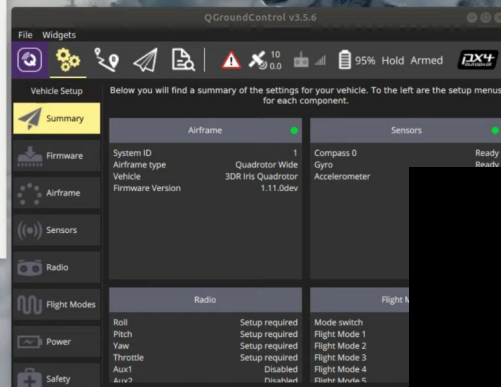 QGroundControl v3.5.6
File Widgets
10
0.0
95% Hold Armed
PX4
Vehicle Setup
Below you will find a summary of the settings for your vehicle. To the left are the setup menus
for each component.
Summary
Firmware
Airframe
Sensors
Radio
Flight Modes
Power
Safety
Airframe
System ID 1
Airframe type Quadrotor Wide
Vehicle 3DR Iris Quadrotor
Firmware Version 1.11.0dev
Sensors
Compass 0 Ready
Gyro Ready
Accelerometer
Radio
Roll Setup required
Pitch Setup required
Yaw Setup required
Throttle Setup required
Aux1 Disabled
Aux2 Disabled
Flight M
Mode switch
Flight Mode 1
Flight Mode 2
Flight Mode 3
Flight Mode 4
Flight Mode 5